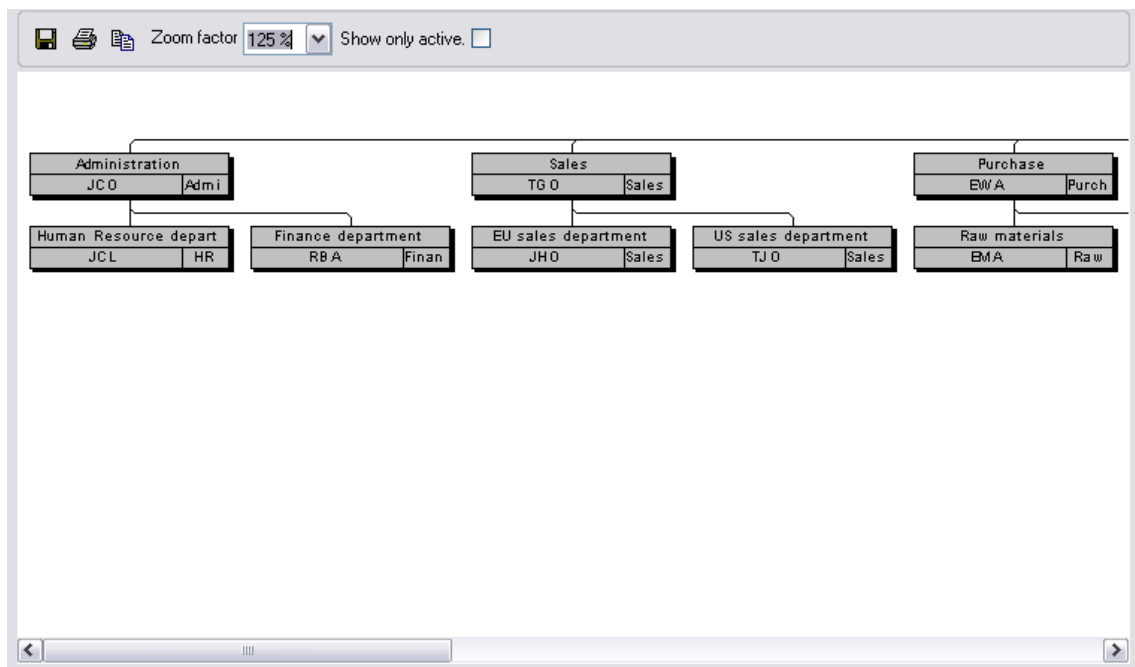 Zoom factor 125 % Show only active.
Administration
JCO Admi
Sales
TGO Sales
Purchase
EWA Purch
Human Resource depart
JCL HR
Finance department
RBA Finan
EU sales department
JHO Sales
US sales department
TJO Sales
Raw materials
EMA Raw